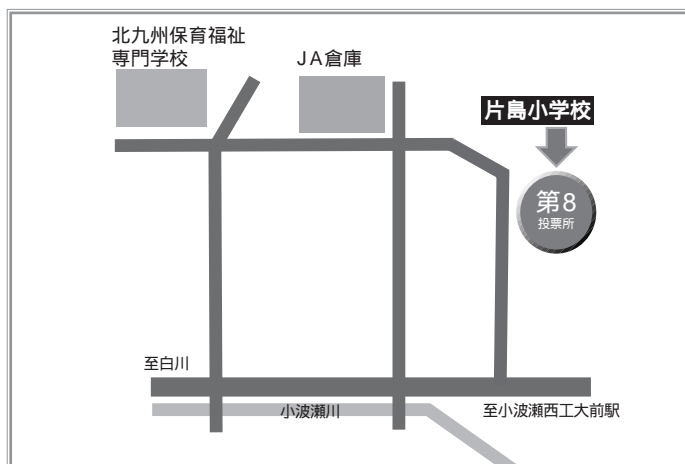 北九州保育福祉
専門学校
JA倉庫
片島小学校
第8
投票所
至白川
小波瀬川
至小波瀬西工大前駅